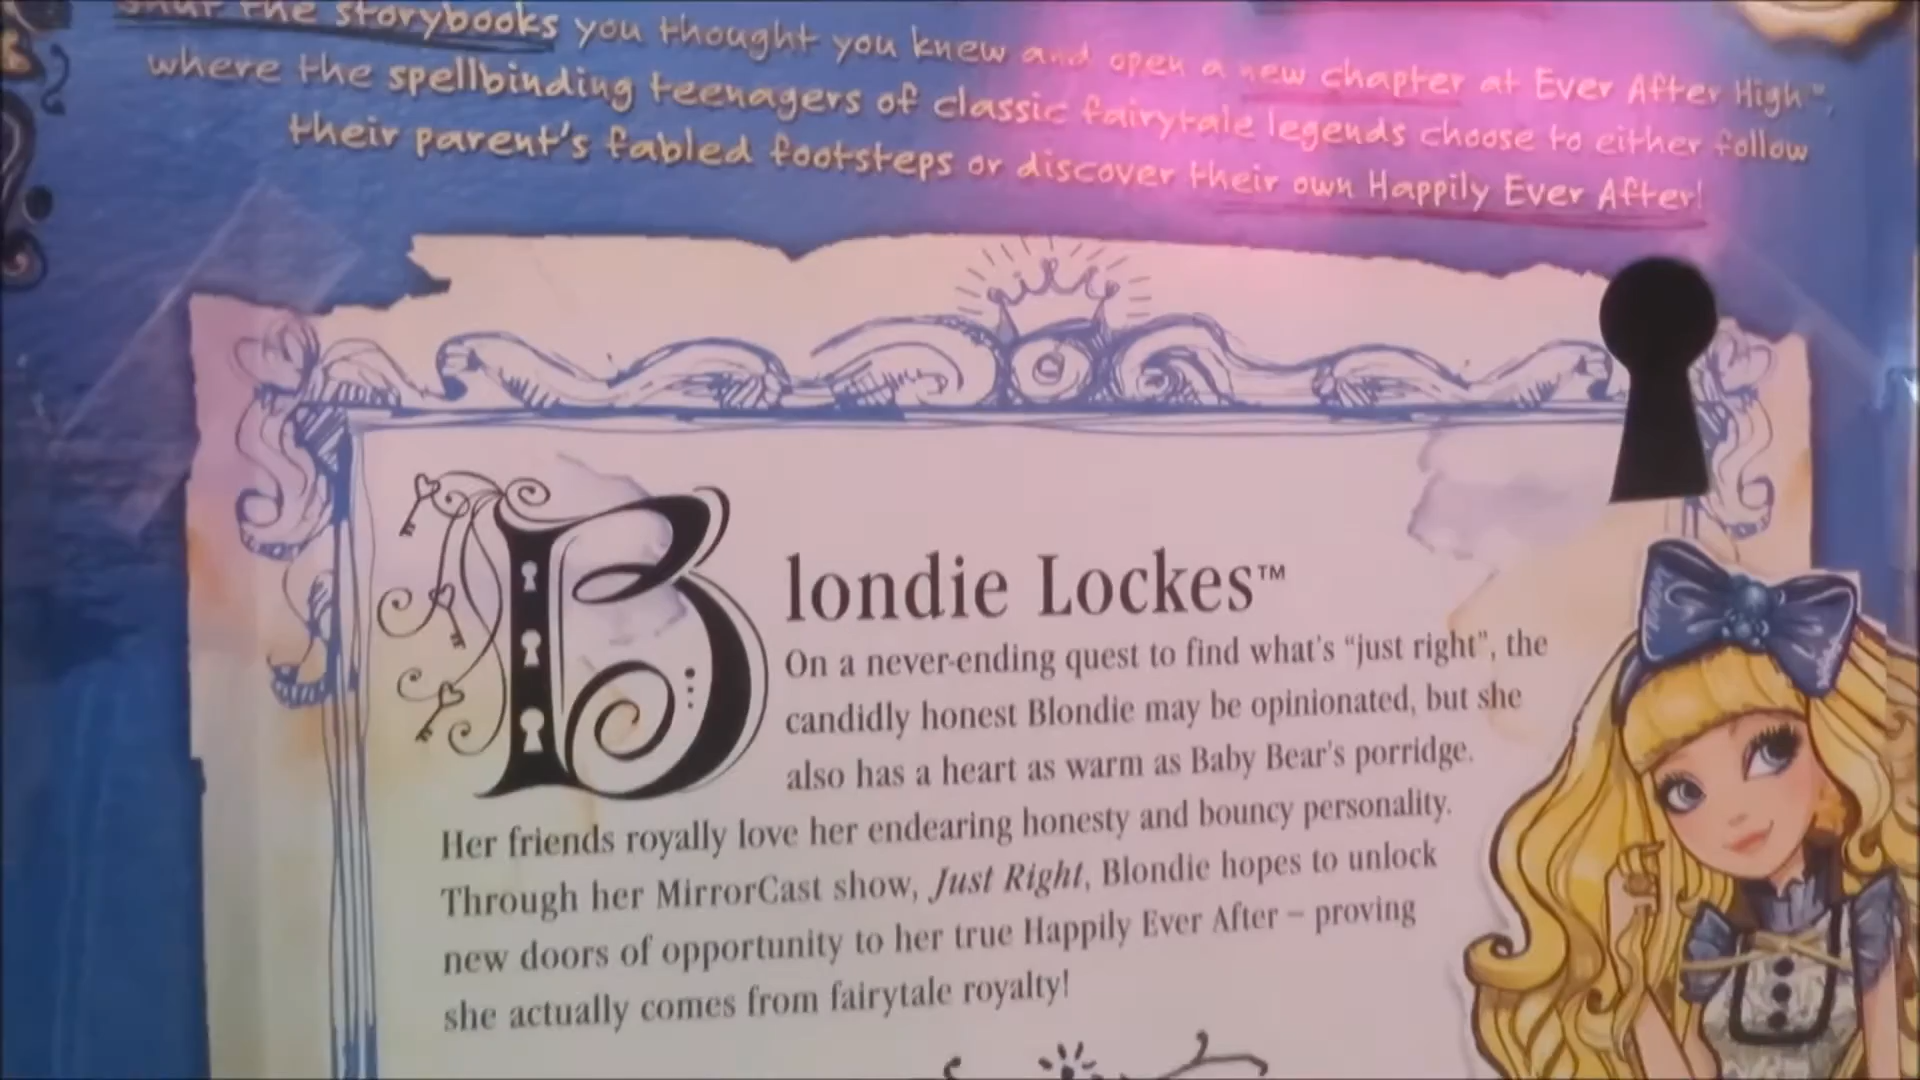 Shut the storybooks you thought you knew and open a new chapter at Ever After High™,
where the spellbinding teenagers of classic fairytale legends choose to either follow
their parent's fabled footsteps or discover their own Happily Ever After!
Blondie Lockes™
On a never-ending quest to find what's “just right”, the
candidly honest Blondie may be opinionated, but she
also has a heart as warm as Baby Bear's porridge.
Her friends royally love her endearing honesty and bouncy personality.
Through her MirrorCast show, Just Right, Blondie hopes to unlock
new doors of opportunity to her true Happily Ever After – proving
she actually comes from fairytale royalty!